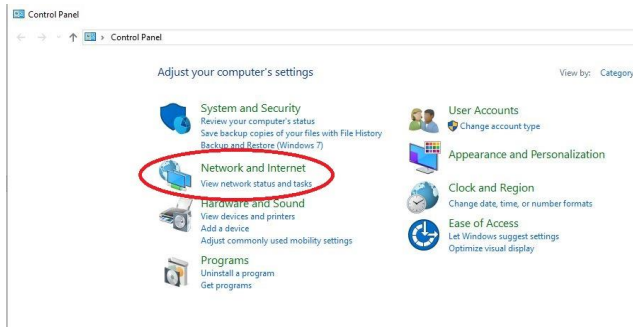 Control Panel
Control Panel
Adjust your computer's settings
View by: Category
System and Security
Review your computer's status
Save backup copies of your files with File History
Backup and Restore (Windows 7)
Network and Internet
View network status and tasks
Hardware and Sound
View devices and printers
Add a device
Adjust commonly used mobility settings
Programs
Uninstall a program
Get programs
User Accounts
Change account type
Appearance and Personalization
Clock and Region
Change date, time, or number formats
Ease of Access
Let Windows suggest settings
Optimize visual display